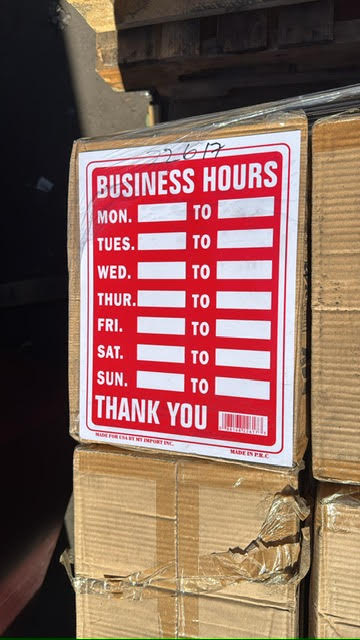 22617
BUSINESS HOURS
MON. TO
TUES. TO
WED. TO
THUR. TO
FRI. TO
SAT. TO
SUN. TO
THANK YOU
MADE FOR USA BY MY IMPORT INC. MADE IN P.R.C